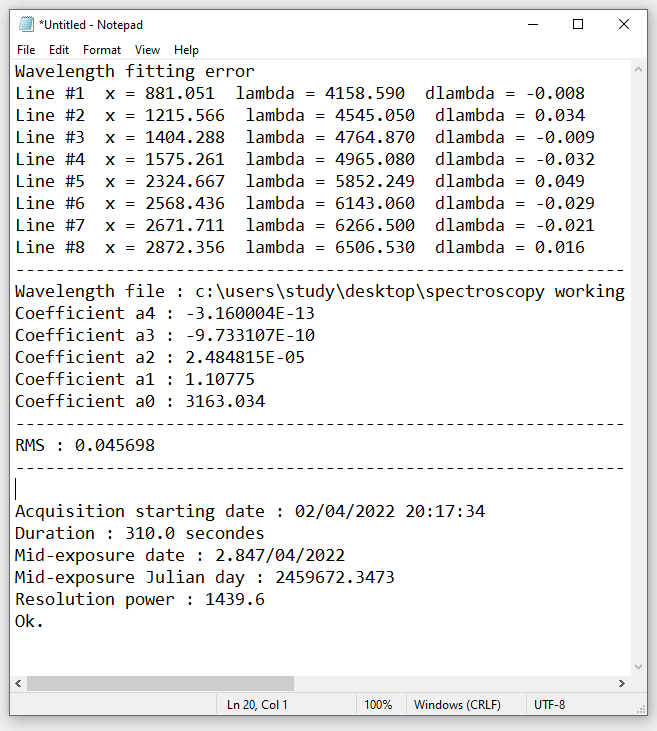 *Untitled - Notepad
File Edit Format View Help
Wavelength fitting error
Line #1  x = 881.051  lambda = 4158.590  dlambda = -0.008
Line #2  x = 1215.566  lambda = 4545.050  dlambda = 0.034
Line #3  x = 1404.288  lambda = 4764.870  dlambda = -0.009
Line #4  x = 1575.261  lambda = 4965.080  dlambda = -0.032
Line #5  x = 2324.667  lambda = 5852.249  dlambda = 0.049
Line #6  x = 2568.436  lambda = 6143.060  dlambda = -0.029
Line #7  x = 2671.711  lambda = 6266.500  dlambda = -0.021
Line #8  x = 2872.356  lambda = 6506.530  dlambda = 0.016
-------------------------------------------------------------
Wavelength file : c:\users\study\desktop\spectroscopy working
Coefficient a4 : -3.160004E-13
Coefficient a3 : -9.733107E-10
Coefficient a2 : 2.484815E-05
Coefficient a1 : 1.10775
Coefficient a0 : 3163.034
-------------------------------------------------------------
RMS : 0.045698
-------------------------------------------------------------
Acquisition starting date : 02/04/2022 20:17:34
Duration : 310.0 secondes
Mid-exposure date : 2.847/04/2022
Mid-exposure Julian day : 2459672.3473
Resolution power : 1439.6
Ok.
Ln 20, Col 1 100% Windows (CRLF) UTF-8